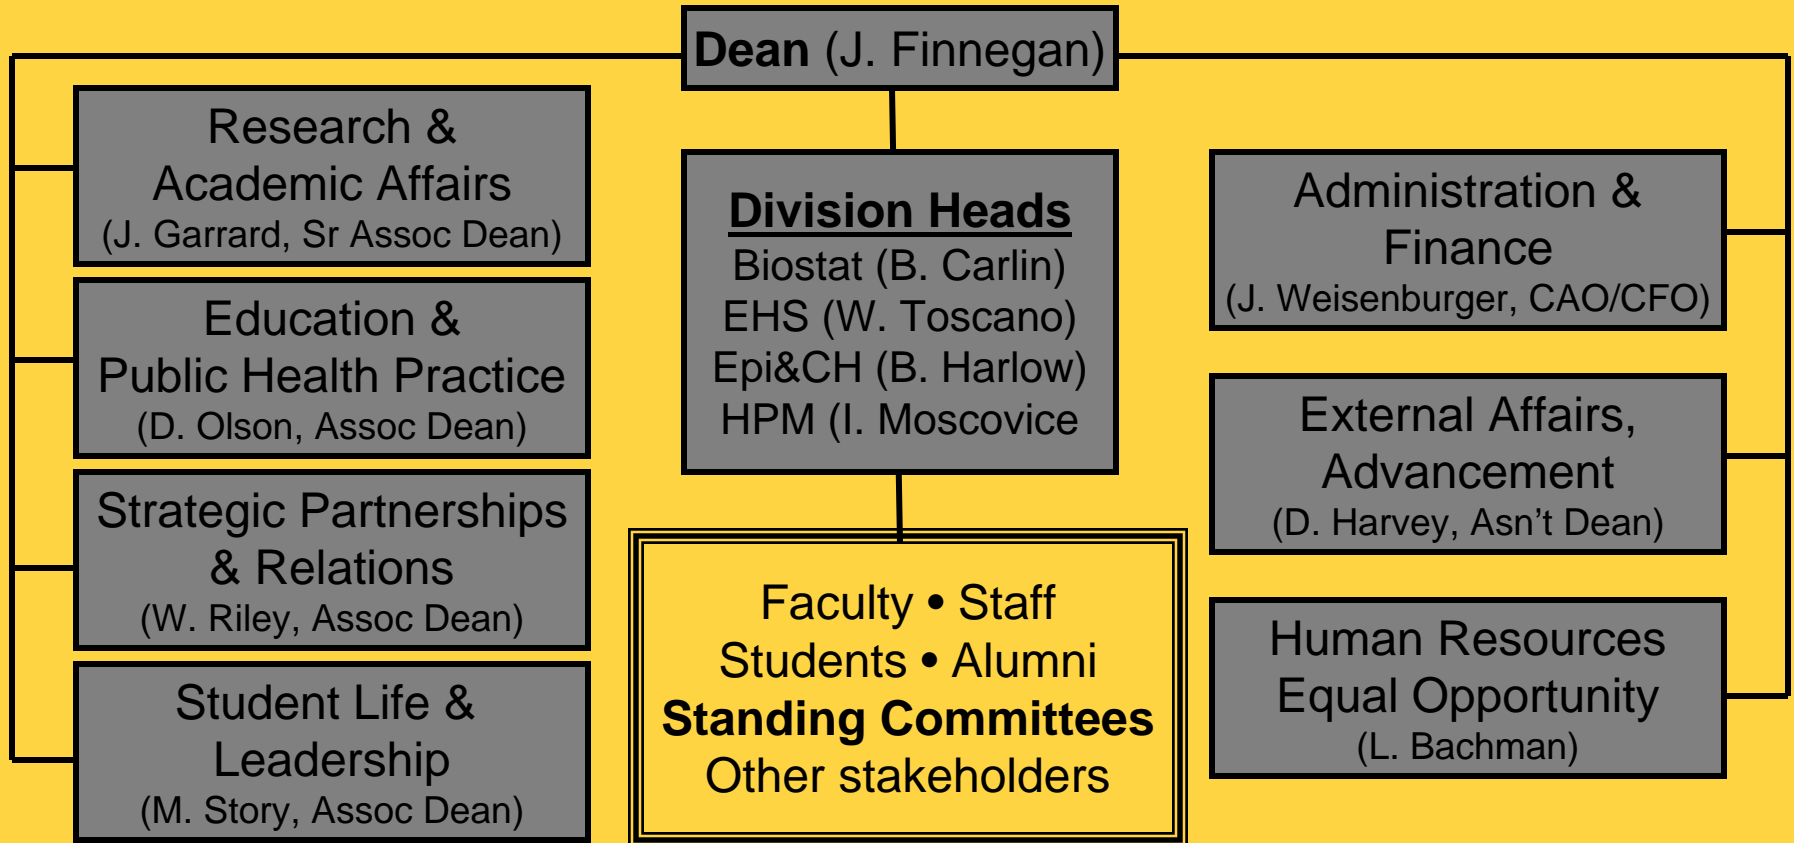 Dean (J. Finnegan)
Research &
Academic Affairs
(J. Garrard, Sr Assoc Dean)
Education &
Public Health Practice
(D. Olson, Assoc Dean)
Strategic Partnerships
& Relations
(W. Riley, Assoc Dean)
Student Life &
Leadership
(M. Story, Assoc Dean)
Division Heads
Biostat (B. Carlin)
EHS (W. Toscano)
Epi&CH (B. Harlow)
HPM (I. Moscovice
Faculty • Staff
Students • Alumni
Standing Committees
Other stakeholders
Administration &
Finance
(J. Weisenburger, CAO/CFO)
External Affairs,
Advancement
(D. Harvey, Asn’t Dean)
Human Resources
Equal Opportunity
(L. Bachman)